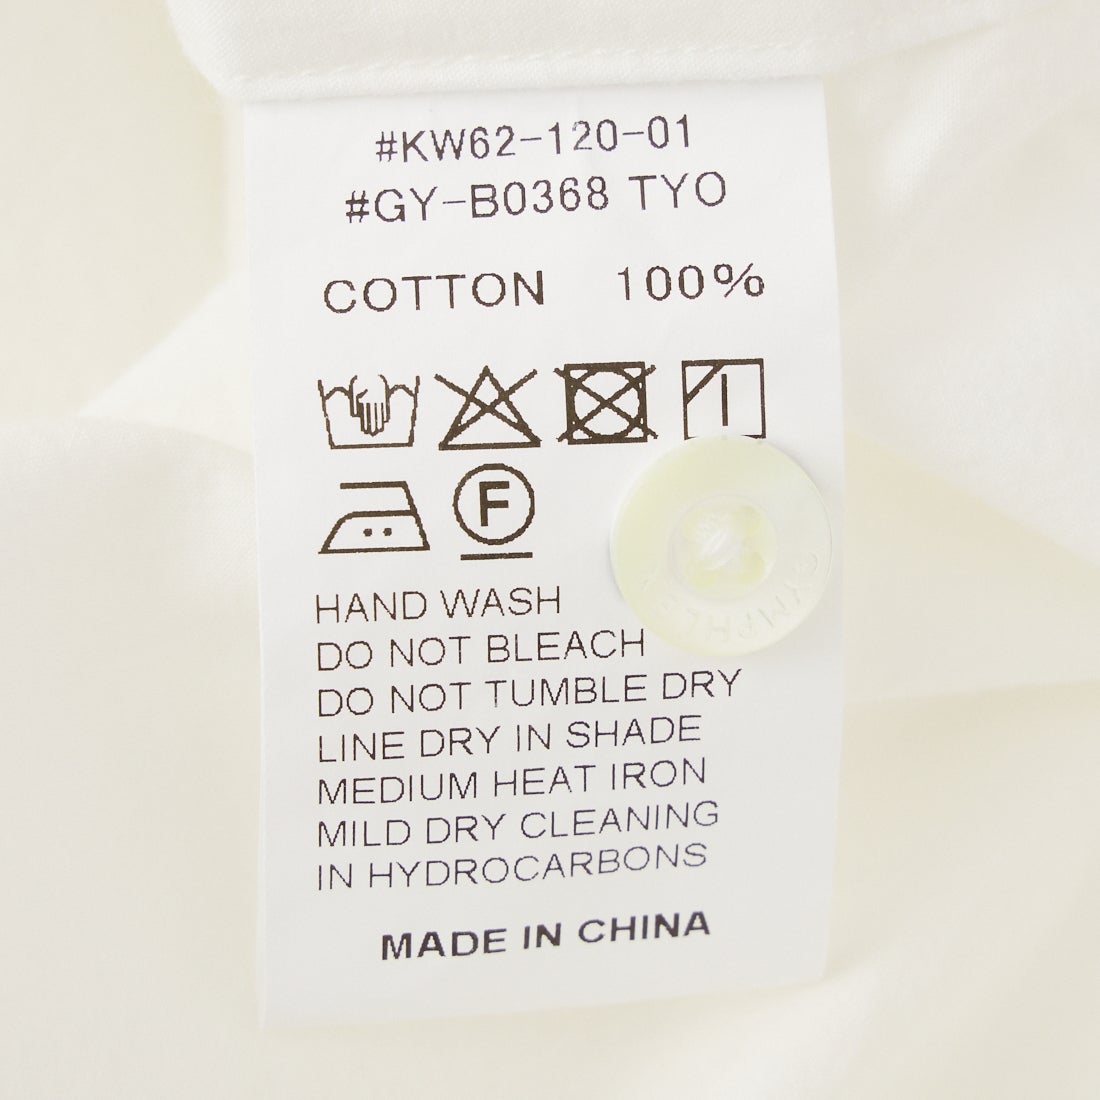 #KW62-120-01
#GY-B0368 TYO
COTTON 100%
F
HAND WASH
DO NOT BLEACH
DO NOT TUMBLE DRY
LINE DRY IN SHADE
MEDIUM HEAT IRON
MILD DRY CLEANING
IN HYDROCARBONS
MADE IN CHINA